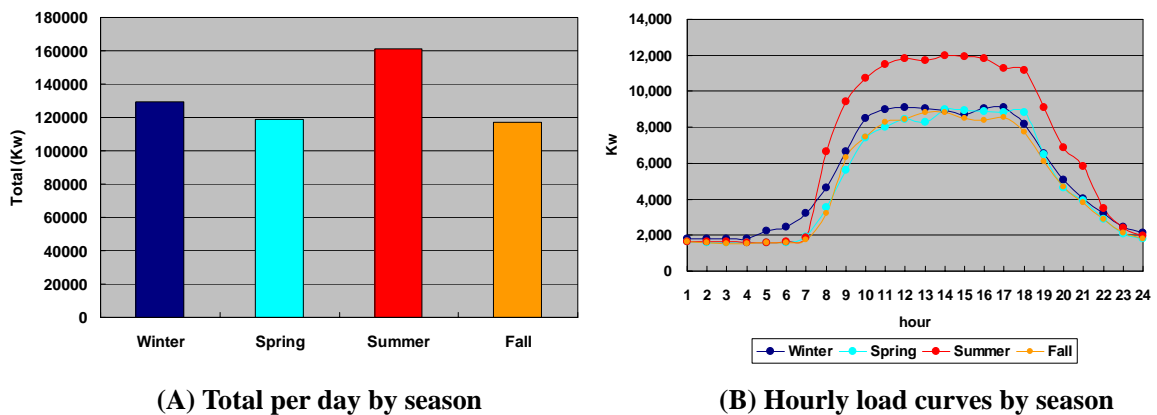 180000
160000
140000
120000
100000
80000
60000
40000
20000
0
Total (Kw)
Winter Spring Summer Fall
(A) Total per day by season
14,000
12,000
10,000
8,000
6,000
4,000
2,000
0
Kw
1 2 3 4 5 6 7 8 9 10 11 12 13 14 15 16 17 18 19 20 21 22 23 24
hour
Winter Spring Summer Fall
(B) Hourly load curves by season